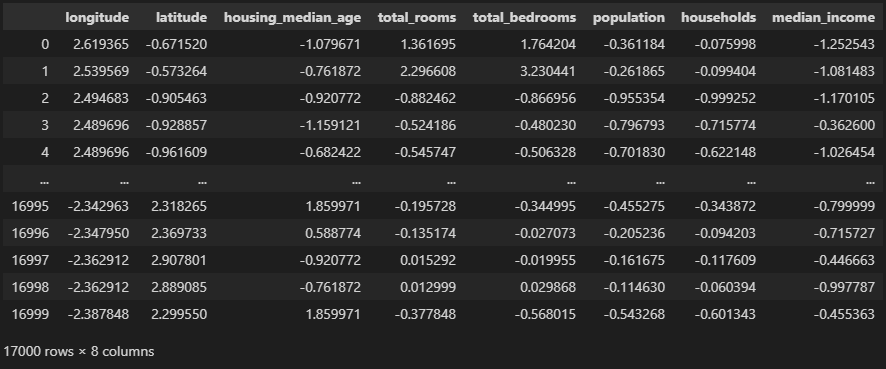 longitude latitude housing_median_age total_rooms total_bedrooms population households median_income
0 2.619365 -0.671520 -1.079671 1.361695 1.764204 -0.361184 -0.075998 -1.252543
1 2.539569 -0.573264 -0.761872 2.296608 3.230441 -0.261865 -0.099404 -1.081483
2 2.494683 -0.905463 -0.920772 -0.882462 -0.866956 -0.955354 -0.999252 -1.170105
3 2.489696 -0.928857 -1.159121 -0.524186 -0.480230 -0.796793 -0.715774 -0.362600
4 2.489696 -0.961609 -0.682422 -0.545747 -0.506328 -0.701830 -0.622148 -1.026454
... ... ... ... ... ... ... ... ...
16995 -2.342963 2.318265 1.859971 -0.195728 -0.344995 -0.455275 -0.343872 -0.799999
16996 -2.347950 2.369733 0.588774 -0.135174 -0.027073 -0.205236 -0.094203 -0.715727
16997 -2.362912 2.907801 -0.920772 0.015292 -0.019955 -0.161675 -0.117609 -0.446663
16998 -2.362912 2.889085 -0.761872 0.012999 0.029868 -0.114630 -0.060394 -0.997787
16999 -2.387848 2.299550 1.859971 -0.377848 -0.568015 -0.543268 -0.601343 -0.455363
17000 rows × 8 columns